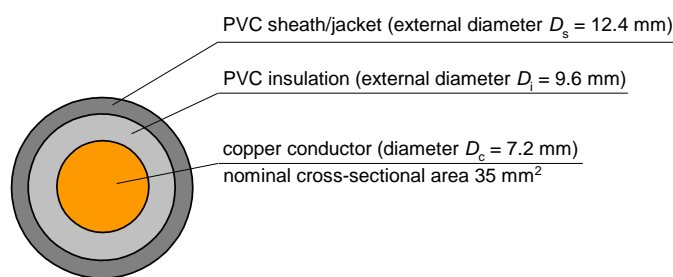 PVC sheath/jacket (external diameter Dₛ = 12.4 mm)
PVC insulation (external diameter Dᵢ = 9.6 mm)
copper conductor (diameter D꜀ = 7.2 mm)
nominal cross-sectional area 35 mm²